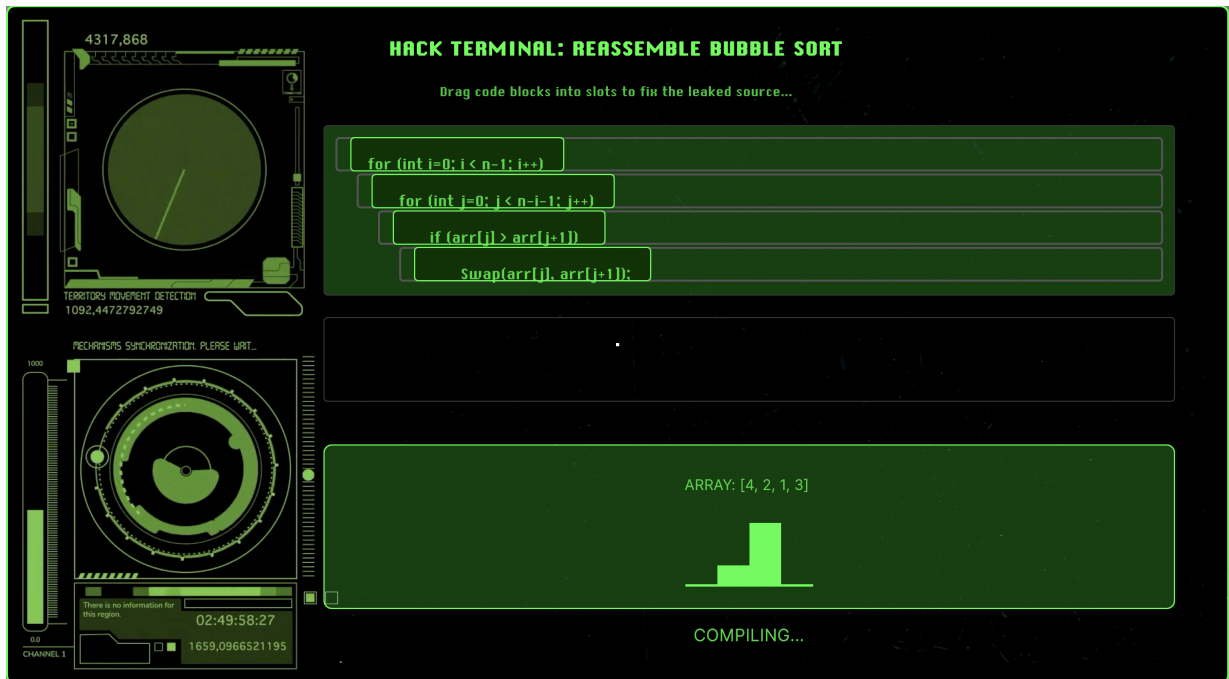 4317,868
HACK TERMINAL: REASSEMBLE BUBBLE SORT
Drag code blocks into slots to fix the leaked source...
for (int i=0; i < n-1; i++)
for (int j=0; j < n-i-1; j++)
if (arr[j] > arr[j+1])
Swap(arr[j], arr[j+1]);
TERRITORY MOVEMENT DETECTION
1092,4472792749
MECHANISMS SYNCHRONIZATION. PLEASE WAIT...
1000
ARRAY: [4, 2, 1, 3]
There is no information for
this region.
02:49:58:27
1659,0966521195
0.0
CHANNEL 1
COMPILING...